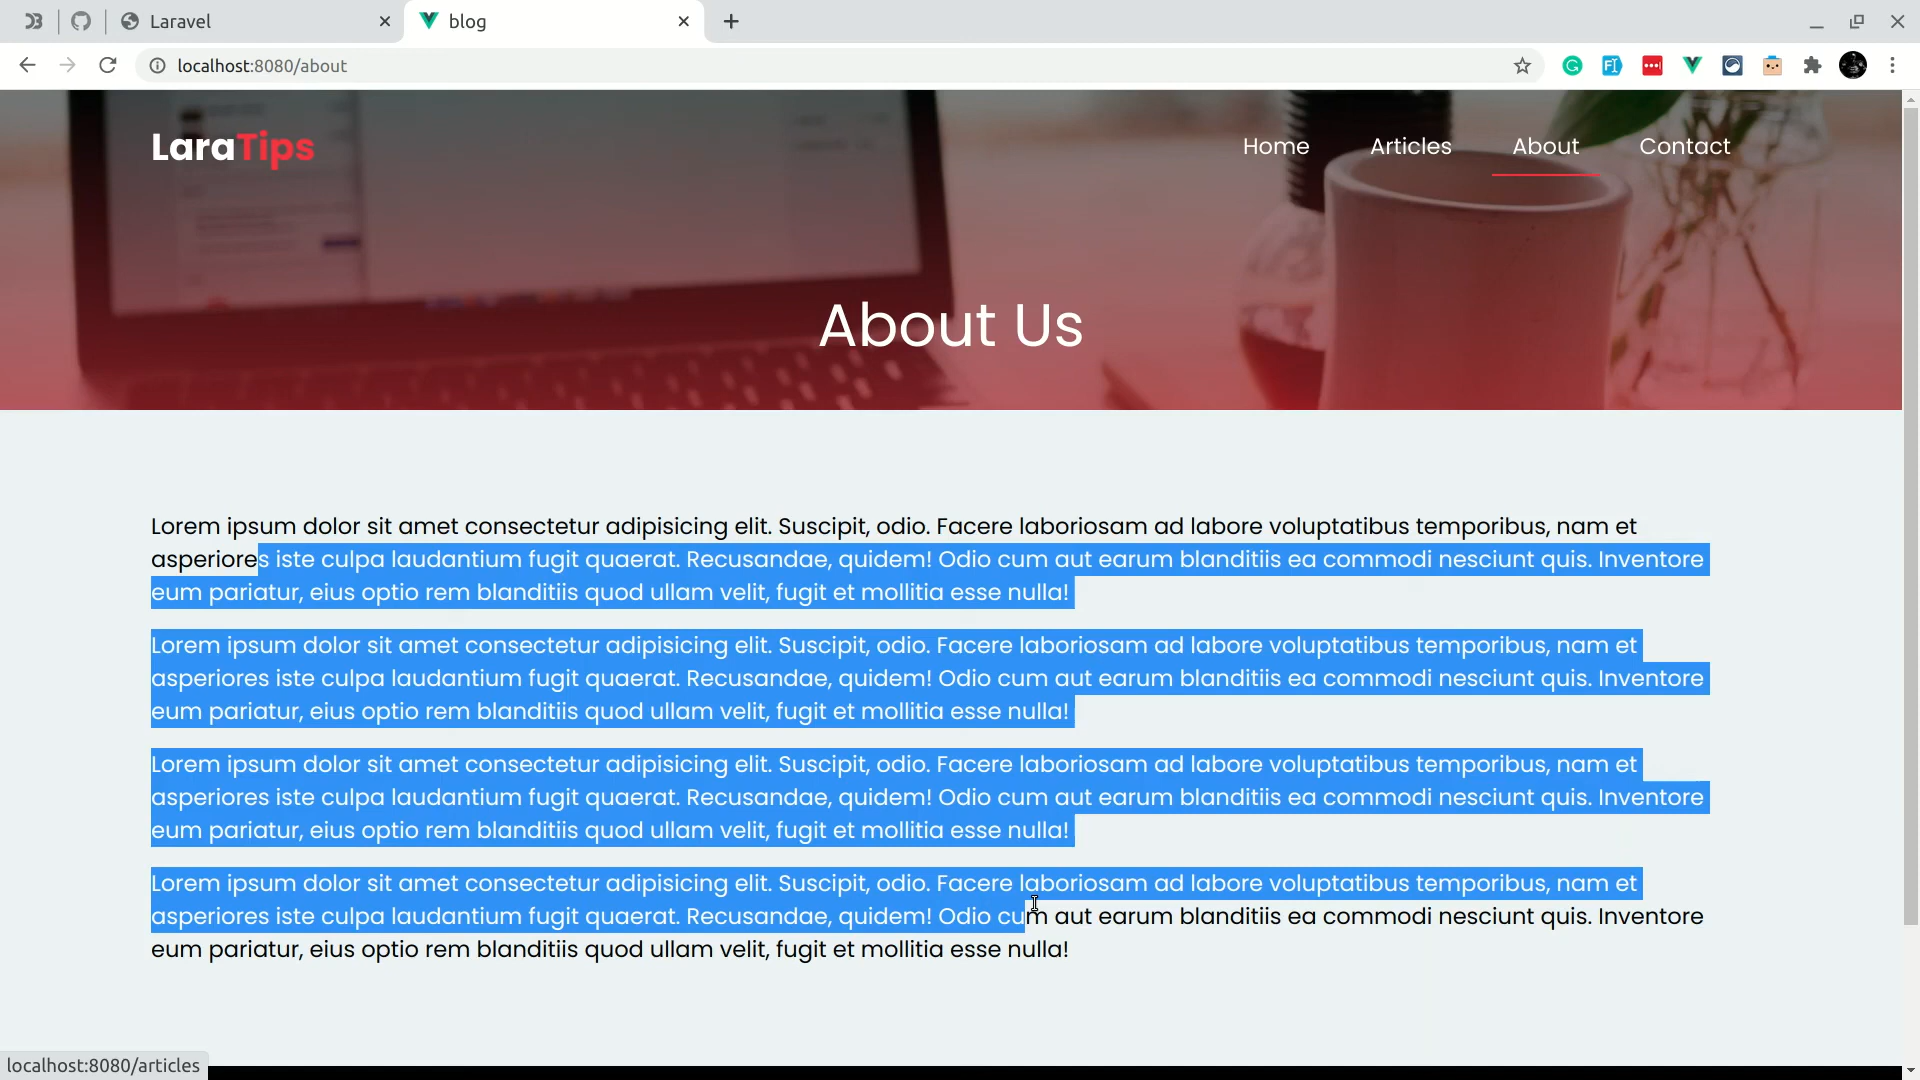 Laravel
blog
localhost:8080/about
LaraTips
Home
Articles
About
Contact
About Us
Lorem ipsum dolor sit amet consectetur adipisicing elit. Suscipit, odio. Facere laboriosam ad labore voluptatibus temporibus, nam et
asperiores iste culpa laudantium fugit quaerat. Recusandae, quidem! Odio cum aut earum blanditiis ea commodi nesciunt quis. Inventore
eum pariatur, eius optio rem blanditiis quod ullam velit, fugit et mollitia esse nulla!
Lorem ipsum dolor sit amet consectetur adipisicing elit. Suscipit, odio. Facere laboriosam ad labore voluptatibus temporibus, nam et
asperiores iste culpa laudantium fugit quaerat. Recusandae, quidem! Odio cum aut earum blanditiis ea commodi nesciunt quis. Inventore
eum pariatur, eius optio rem blanditiis quod ullam velit, fugit et mollitia esse nulla!
Lorem ipsum dolor sit amet consectetur adipisicing elit. Suscipit, odio. Facere laboriosam ad labore voluptatibus temporibus, nam et
asperiores iste culpa laudantium fugit quaerat. Recusandae, quidem! Odio cum aut earum blanditiis ea commodi nesciunt quis. Inventore
eum pariatur, eius optio rem blanditiis quod ullam velit, fugit et mollitia esse nulla!
Lorem ipsum dolor sit amet consectetur adipisicing elit. Suscipit, odio. Facere laboriosam ad labore voluptatibus temporibus, nam et
asperiores iste culpa laudantium fugit quaerat. Recusandae, quidem! Odio cum aut earum blanditiis ea commodi nesciunt quis. Inventore
eum pariatur, eius optio rem blanditiis quod ullam velit, fugit et mollitia esse nulla!
localhost:8080/articles